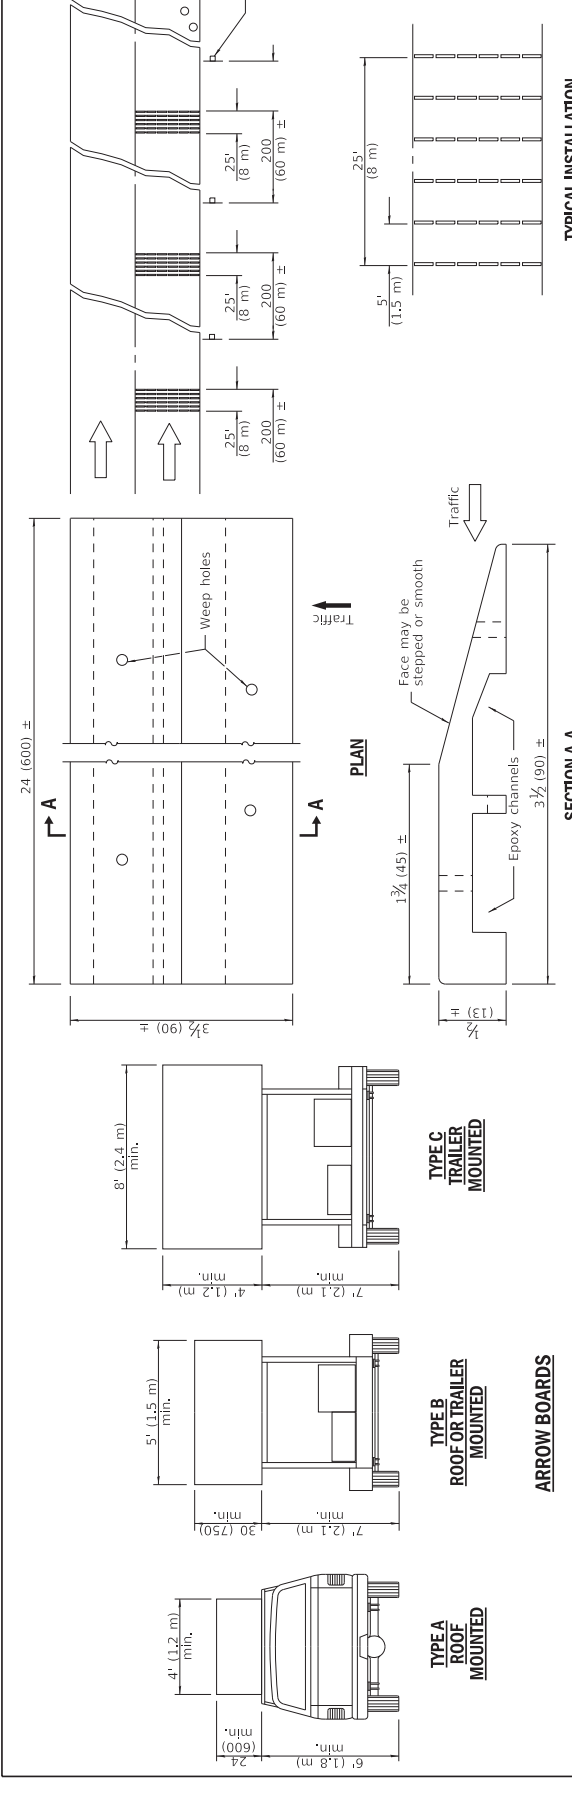 25'
(8 m)
200
(60 m) ±
25'
(8 m)
200
(60 m) ±
25'
(8 m)
200
(60 m) ±
25'
(8 m)
5'
(1.5 m)
TYPICAL INSTALLATION
24 (600) ±
A
A
3½ (90) ±
Weep holes
Traffic
PLAN
Traffic
Face may be
stepped or smooth
1¾ (45) ±
Epoxy channels
3½ (90) ±
½
(13) ±
SECTION A-A
8' (2.4 m)
min.
4' (1.2 m)
min.
7' (2.1 m)
min.
TYPE C
TRAILER
MOUNTED
5' (1.5 m)
min.
30 (750)
min.
7' (2.1 m)
min.
TYPE B
ROOF OR TRAILER
MOUNTED
4' (1.2 m)
min.
24
(600)
min.
6' (1.8 m)
min.
TYPE A
ROOF
MOUNTED
ARROW BOARDS